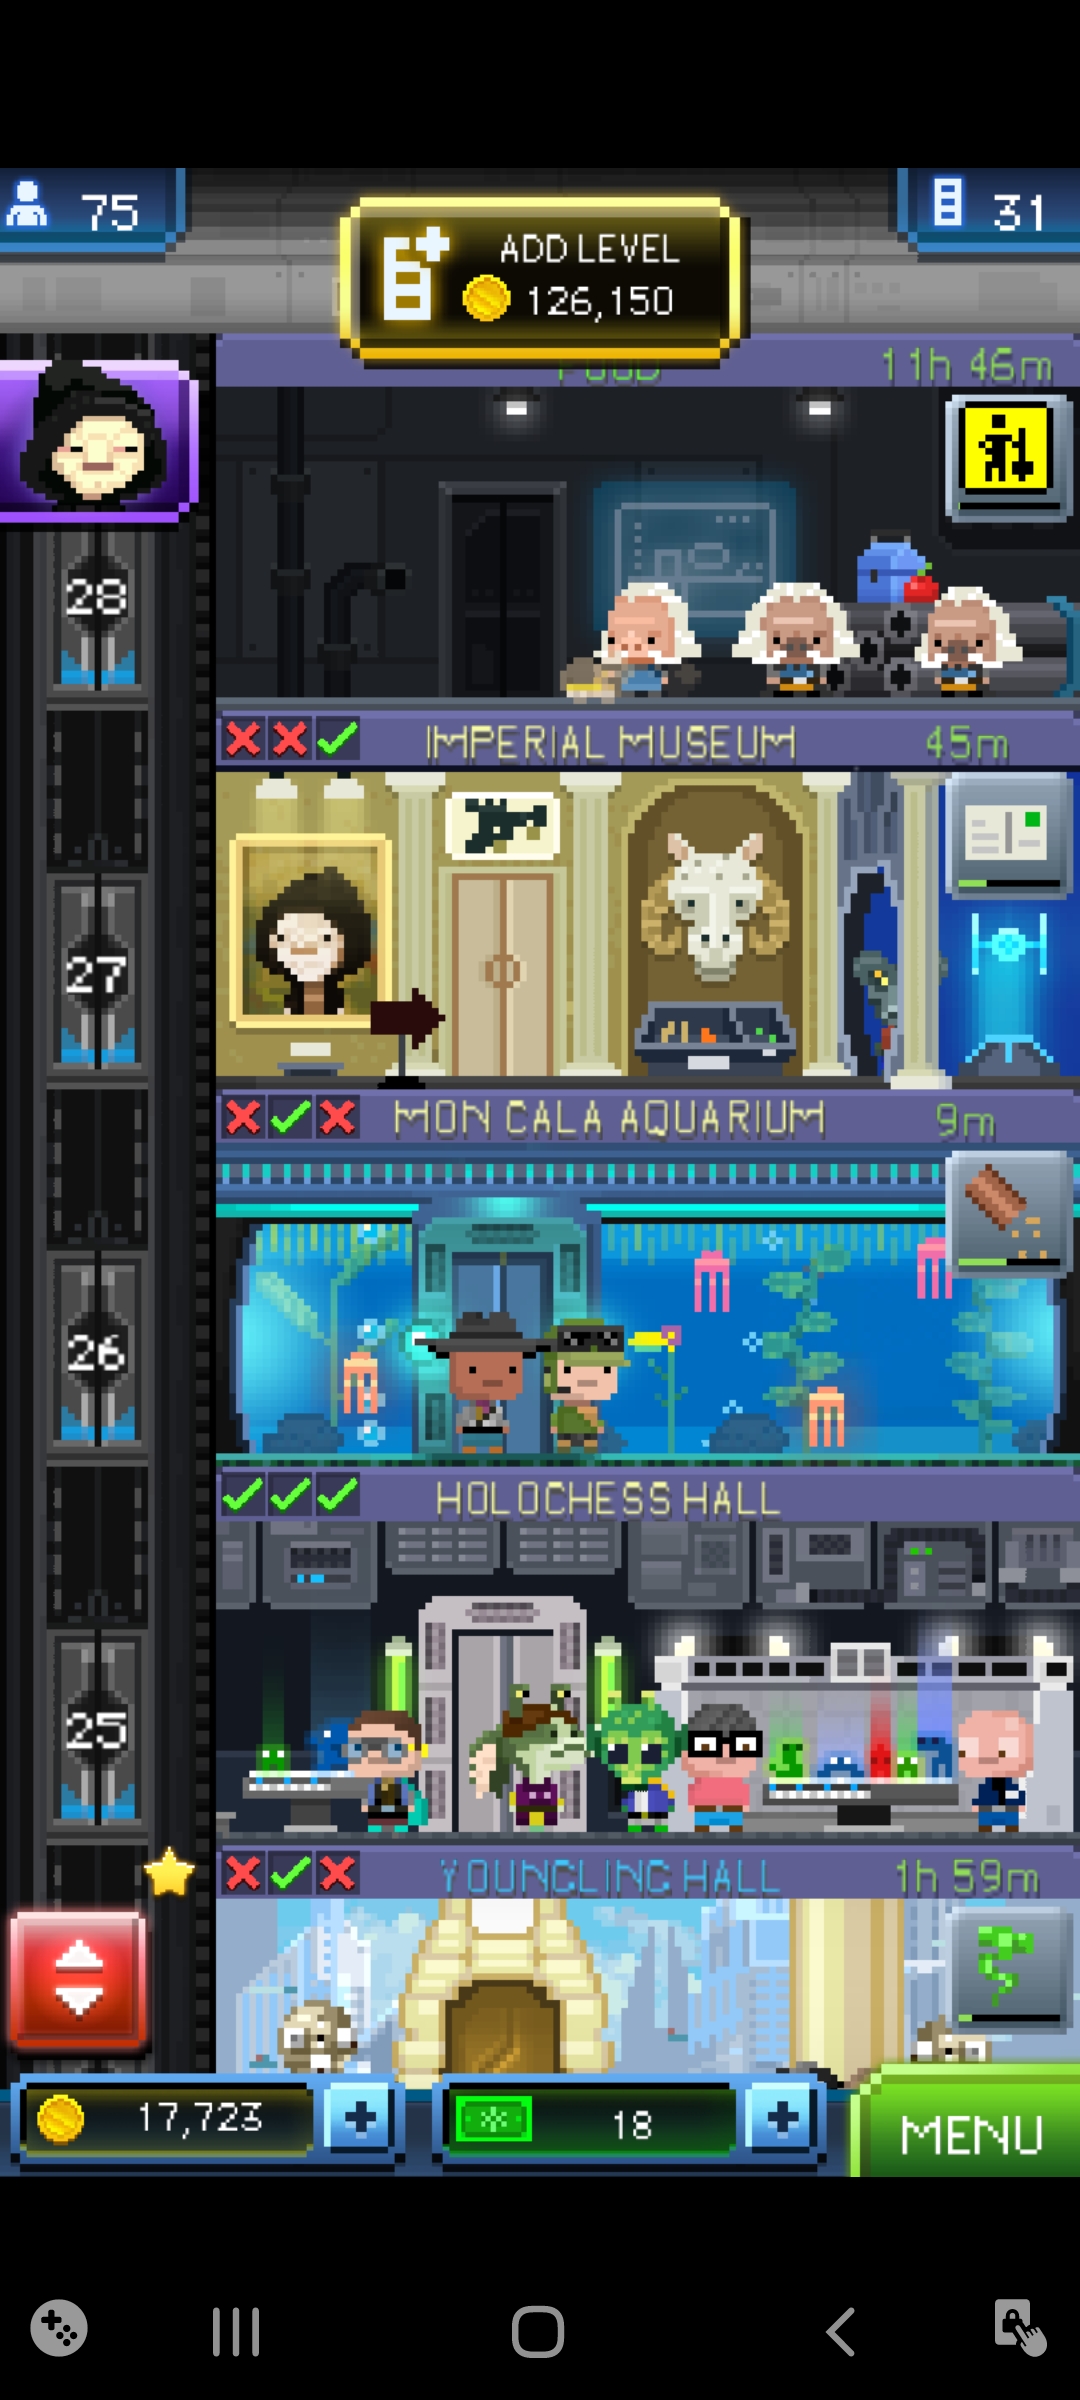 75
ADD LEVEL
126,150
31
FOOD
11h 46m
28
IMPERIAL MUSEUM
45m
27
MON CALA AQUARIUM
9m
26
HOLOCHESS HALL
25
YOUNGLING HALL
1h 59m
17,723
18
MENU